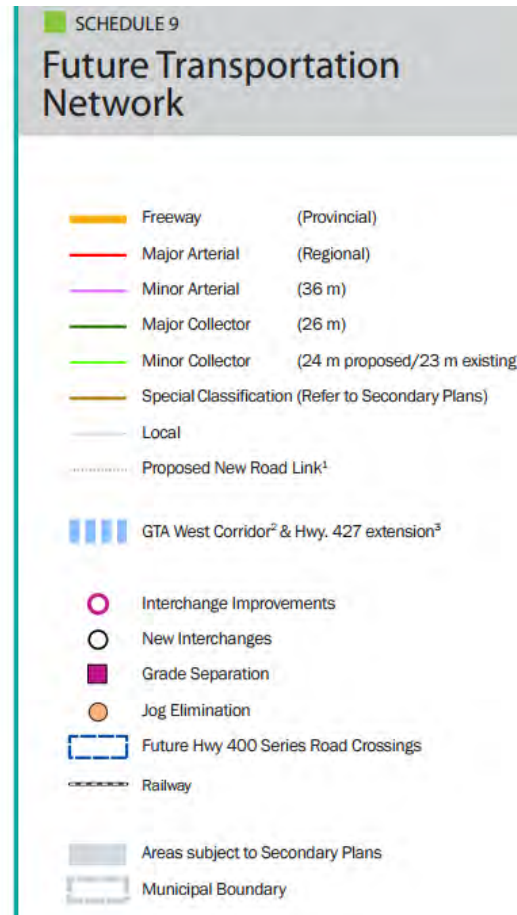 SCHEDULE 9
Future Transportation
Network
Freeway (Provincial)
Major Arterial (Regional)
Minor Arterial (36 m)
Major Collector (26 m)
Minor Collector (24 m proposed/23 m existing
Special Classification (Refer to Secondary Plans)
Local
Proposed New Road Link¹
GTA West Corridor² & Hwy. 427 extension³
Interchange Improvements
New Interchanges
Grade Separation
Jog Elimination
Future Hwy 400 Series Road Crossings
Railway
Areas subject to Secondary Plans
Municipal Boundary